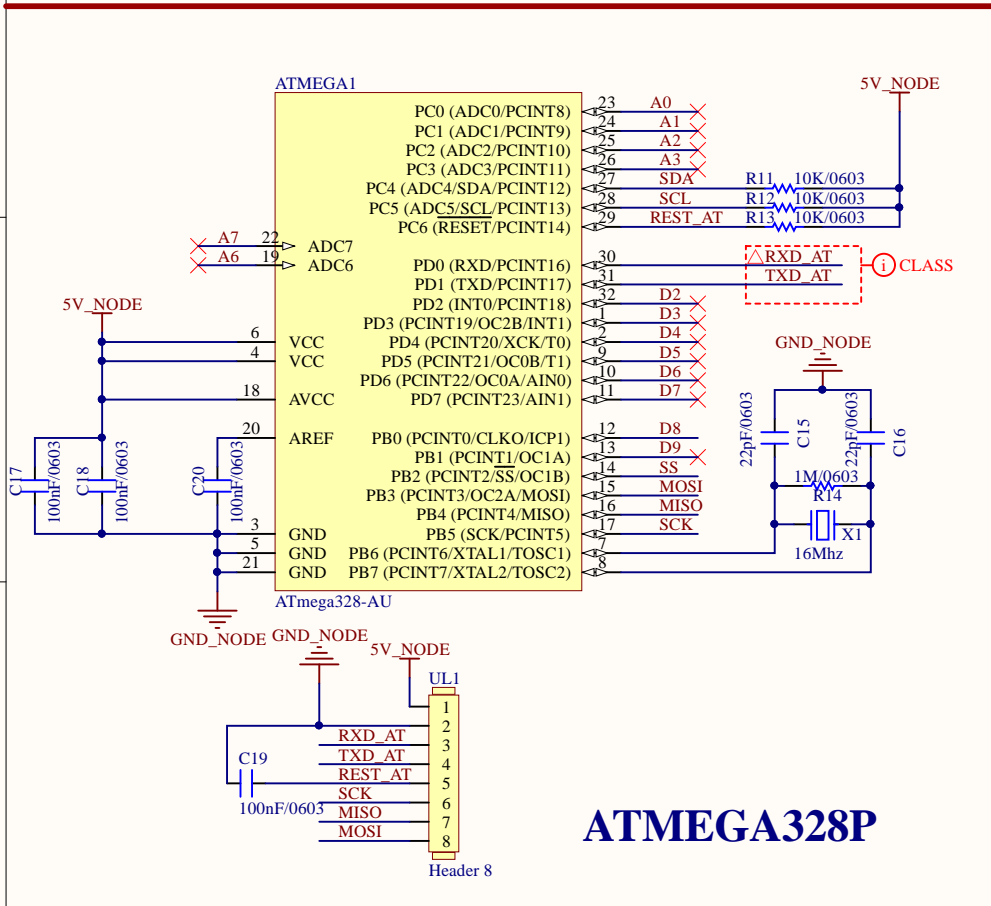 ATMEGA1
5V_NODE
PC0 (ADC0/PCINT8) 23 A0
PC1 (ADC1/PCINT9) 24 A1
PC2 (ADC2/PCINT10) 25 A2
PC3 (ADC3/PCINT11) 26 A3
PC4 (ADC4/SDA/PCINT12) 27 SDA R11 10K/0603
PC5 (ADC5/SCL/PCINT13) 28 SCL R12 10K/0603
PC6 (RESET/PCINT14) 29 REST_AT R13 10K/0603
A7 22 ADC7
A6 19 ADC6
PD0 (RXD/PCINT16) 30 RXD_AT
PD1 (TXD/PCINT17) 31 TXD_AT
i CLASS
PD2 (INT0/PCINT18) 32 D2
PD3 (PCINT19/OC2B/INT1) 1 D3
PD4 (PCINT20/XCK/T0) 2 D4
PD5 (PCINT21/OC0B/T1) 9 D5
PD6 (PCINT22/OC0A/AIN0) 10 D6
PD7 (PCINT23/AIN1) 11 D7
5V_NODE
6 VCC
4 VCC
18 AVCC
20 AREF
PB0 (PCINT0/CLKO/ICP1) 12 D8
PB1 (PCINT1/OC1A) 13 D9
PB2 (PCINT2/SS/OC1B) 14 SS
PB3 (PCINT3/OC2A/MOSI) 15 MOSI
PB4 (PCINT4/MISO) 16 MISO
PB5 (SCK/PCINT5) 17 SCK
PB6 (PCINT6/XTAL1/TOSC1) 7
PB7 (PCINT7/XTAL2/TOSC2) 8
C17
100nF/0603
C18
100nF/0603
C20
100nF/0603
3 GND
5 GND
21 GND
GND_NODE
22pF/0603
C15
22pF/0603
C16
1M/0603
R14
X1
16Mhz
ATmega328-AU
GND_NODE
GND_NODE
5V_NODE
UL1
1
2
RXD_AT 3
TXD_AT 4
C19
REST_AT 5
100nF/0603
SCK 6
MISO 7
MOSI 8
Header 8
ATMEGA328P